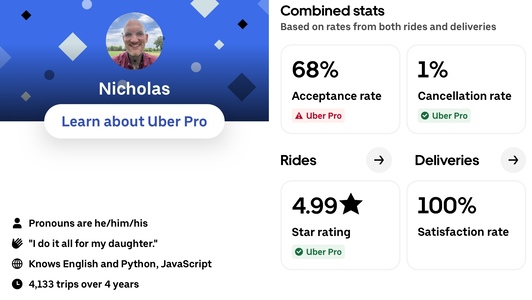 Nicholas
Learn about Uber Pro
Pronouns are he/him/his
"I do it all for my daughter."
Knows English and Python, JavaScript
4,133 trips over 4 years
Combined stats
Based on rates from both rides and deliveries
68%
Acceptance rate
Uber Pro
1%
Cancellation rate
Uber Pro
Rides
4.99★
Star rating
Uber Pro
Deliveries
100%
Satisfaction rate